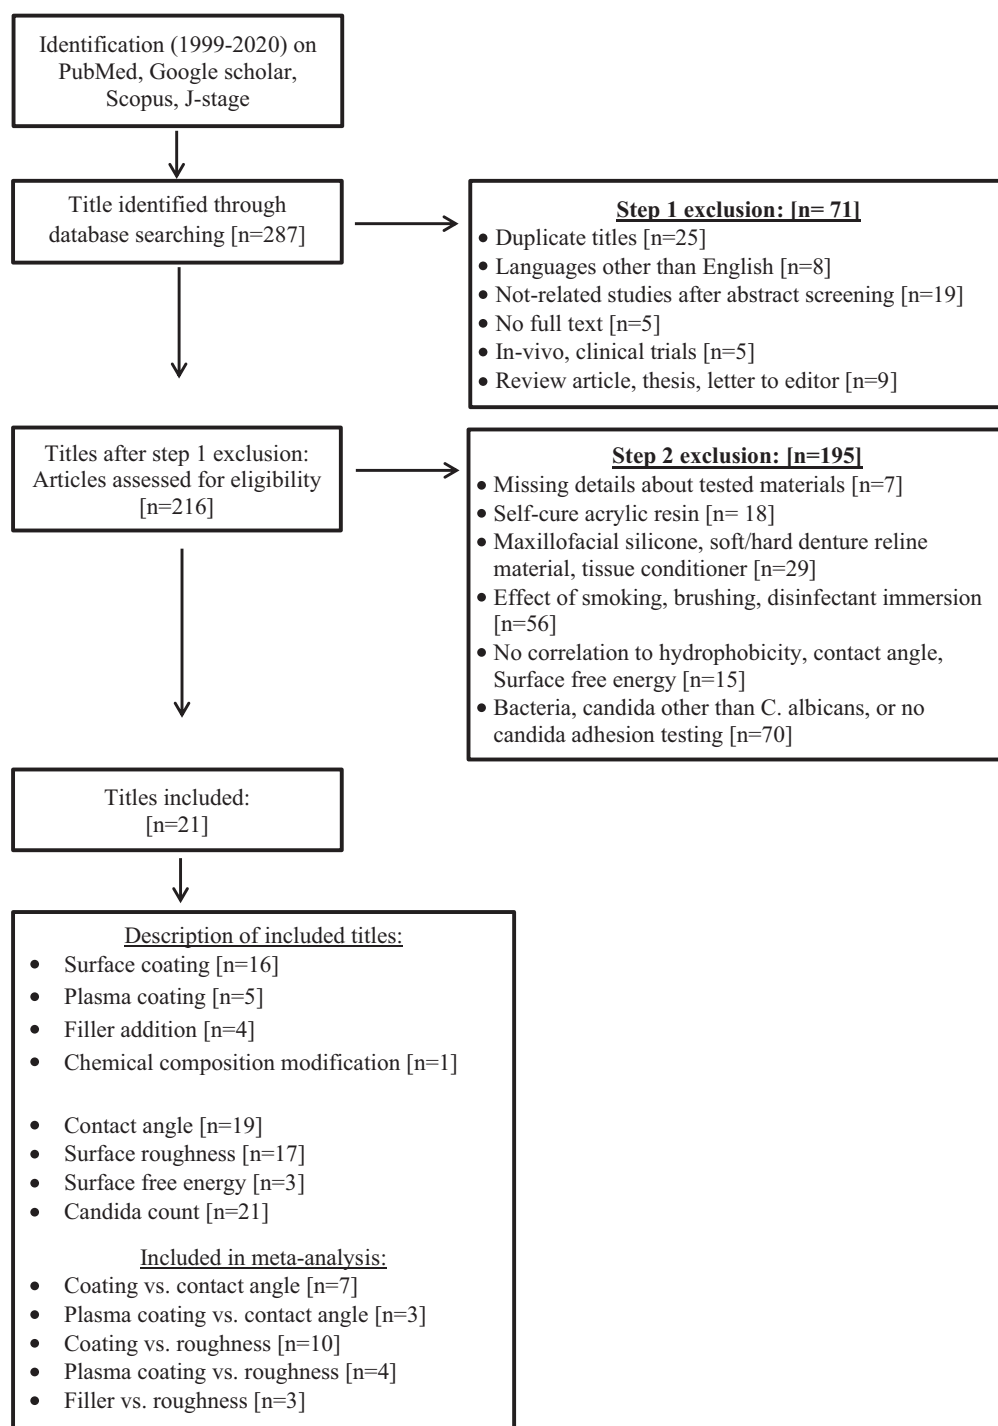 Identification (1999-2020) on
PubMed, Google scholar,
Scopus, J-stage
Title identified through
database searching [n=287]
Step 1 exclusion: [n= 71]
• Duplicate titles [n=25]
• Languages other than English [n=8]
• Not-related studies after abstract screening [n=19]
• No full text [n=5]
• In-vivo, clinical trials [n=5]
• Review article, thesis, letter to editor [n=9]
Titles after step 1 exclusion:
Articles assessed for eligibility
[n=216]
Step 2 exclusion: [n=195]
• Missing details about tested materials [n=7]
• Self-cure acrylic resin [n= 18]
• Maxillofacial silicone, soft/hard denture reline
material, tissue conditioner [n=29]
• Effect of smoking, brushing, disinfectant immersion
[n=56]
• No correlation to hydrophobicity, contact angle,
Surface free energy [n=15]
• Bacteria, candida other than C. albicans, or no
candida adhesion testing [n=70]
Titles included:
[n=21]
Description of included titles:
• Surface coating [n=16]
• Plasma coating [n=5]
• Filler addition [n=4]
• Chemical composition modification [n=1]
• Contact angle [n=19]
• Surface roughness [n=17]
• Surface free energy [n=3]
• Candida count [n=21]
Included in meta-analysis:
• Coating vs. contact angle [n=7]
• Plasma coating vs. contact angle [n=3]
• Coating vs. roughness [n=10]
• Plasma coating vs. roughness [n=4]
• Filler vs. roughness [n=3]